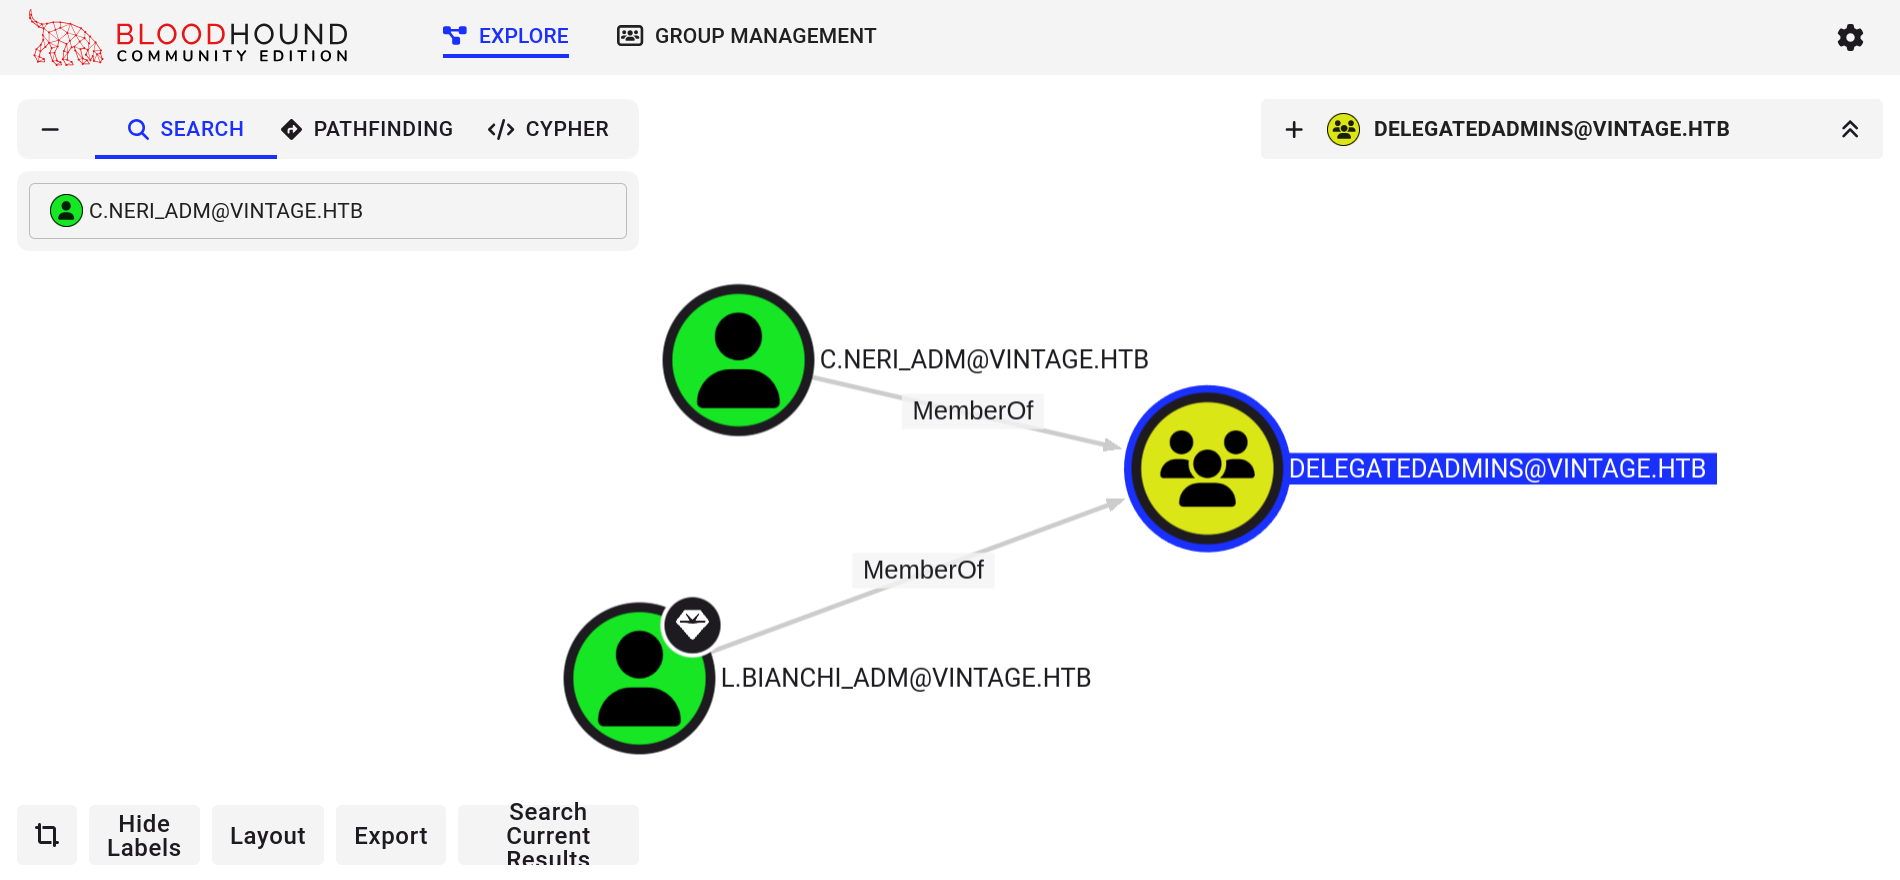 BLOODHOUND
COMMUNITY EDITION
EXPLORE
GROUP MANAGEMENT
SEARCH
PATHFINDING
CYPHER
C.NERI_ADM@VINTAGE.HTB
DELEGATEDADMINS@VINTAGE.HTB
C.NERI_ADM@VINTAGE.HTB
MemberOf
DELEGATEDADMINS@VINTAGE.HTB
MemberOf
L.BIANCHI_ADM@VINTAGE.HTB
Hide
Labels
Layout
Export
Search
Current
Results